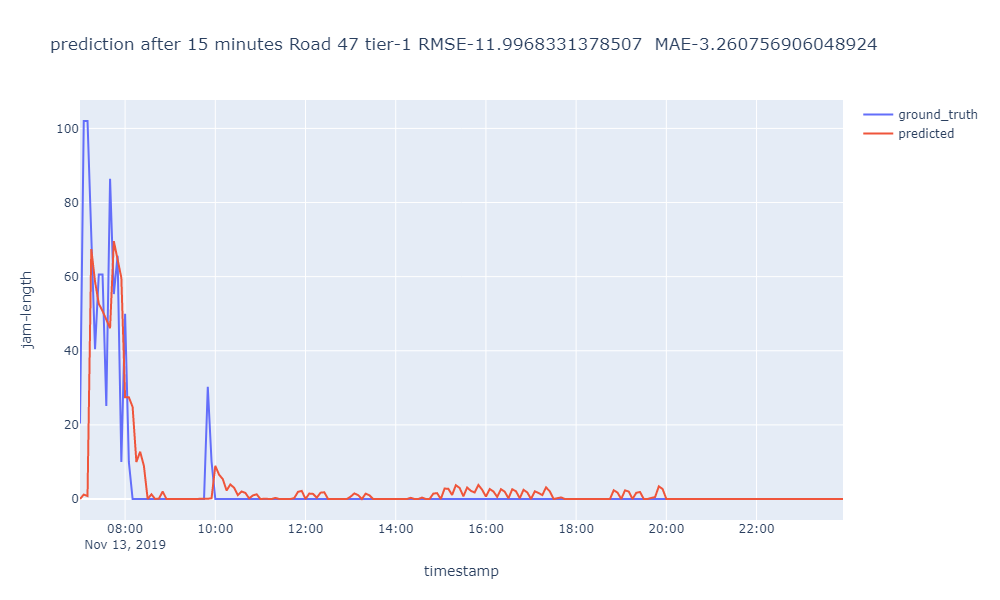 prediction after 15 minutes Road 47 tier-1 RMSE-11.9968331378507  MAE-3.260756906048924
ground_truth
predicted
100
80
60
40
20
0
jam-length
08:00 10:00 12:00 14:00 16:00 18:00 20:00 22:00
Nov 13, 2019
timestamp